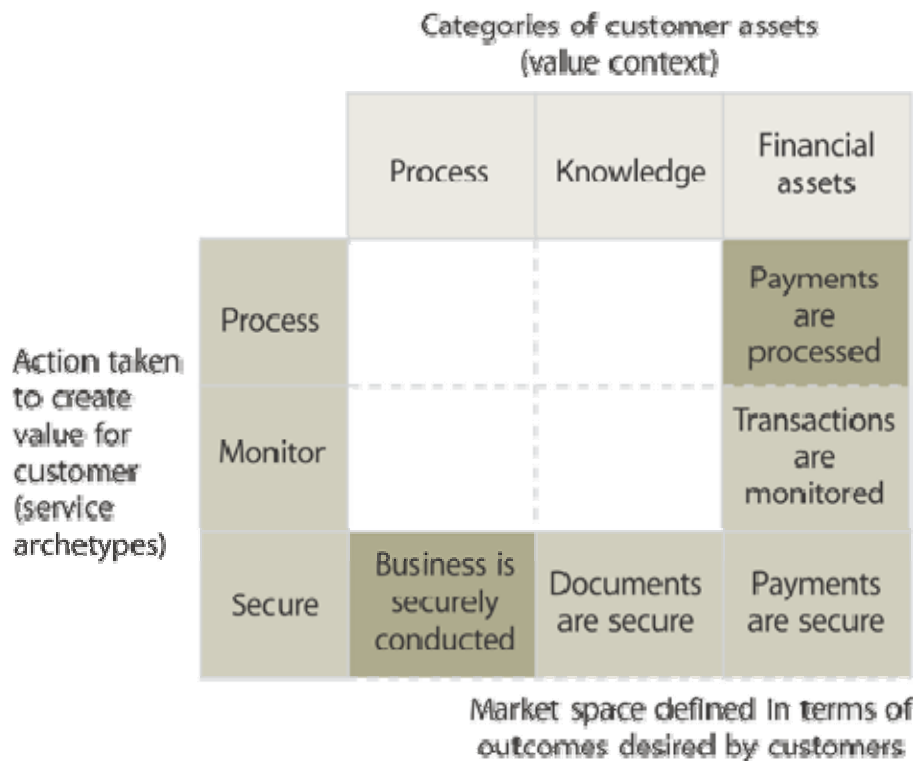 Categories of customer assets
(value context)
Process
Knowledge
Financial
assets
Action taken
to create
value for
customer
(service
archetypes)
Process
Payments
are
processed
Monitor
Transactions
are
monitored
Secure
Business is
securely
conducted
Documents
are secure
Payments
are secure
Market space defined in terms of
outcomes desired by customers